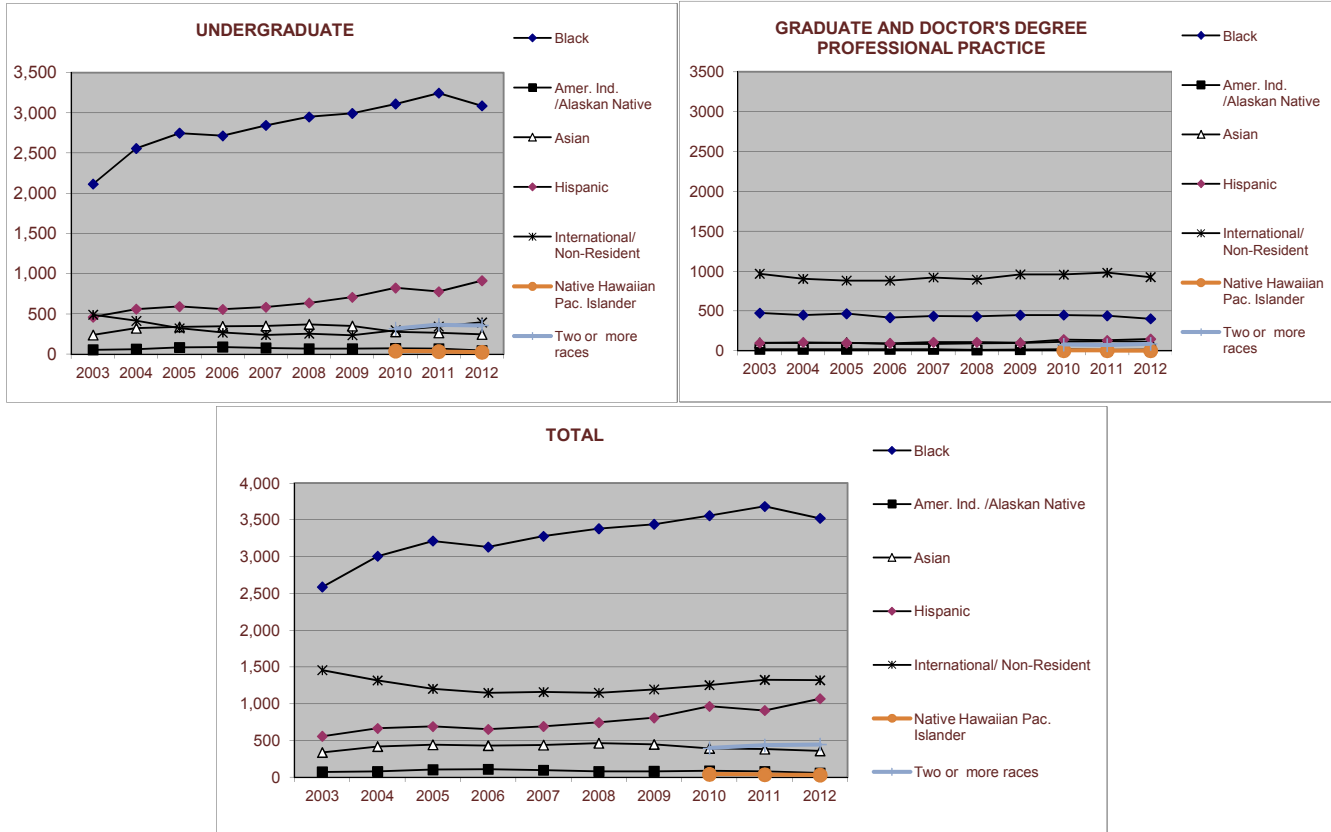 UNDERGRADUATE
3,500
3,000
2,500
2,000
1,500
1,000
500
0
2003 2004 2005 2006 2007 2008 2009 2010 2011 2012
Black
Amer. Ind.
/Alaskan Native
Asian
Hispanic
International/
Non-Resident
Native Hawaiian
Pac. Islander
Two or more
races
GRADUATE AND DOCTOR'S DEGREE
PROFESSIONAL PRACTICE
3500
3000
2500
2000
1500
1000
500
0
2003 2004 2005 2006 2007 2008 2009 2010 2011 2012
Black
Amer. Ind.
/Alaskan Native
Asian
Hispanic
International/
Non-Resident
Native Hawaiian
Pac. Islander
Two or more
races
TOTAL
4,000
3,500
3,000
2,500
2,000
1,500
1,000
500
0
2003 2004 2005 2006 2007 2008 2009 2010 2011 2012
Black
Amer. Ind. /Alaskan Native
Asian
Hispanic
International/ Non-Resident
Native Hawaiian Pac.
Islander
Two or more races